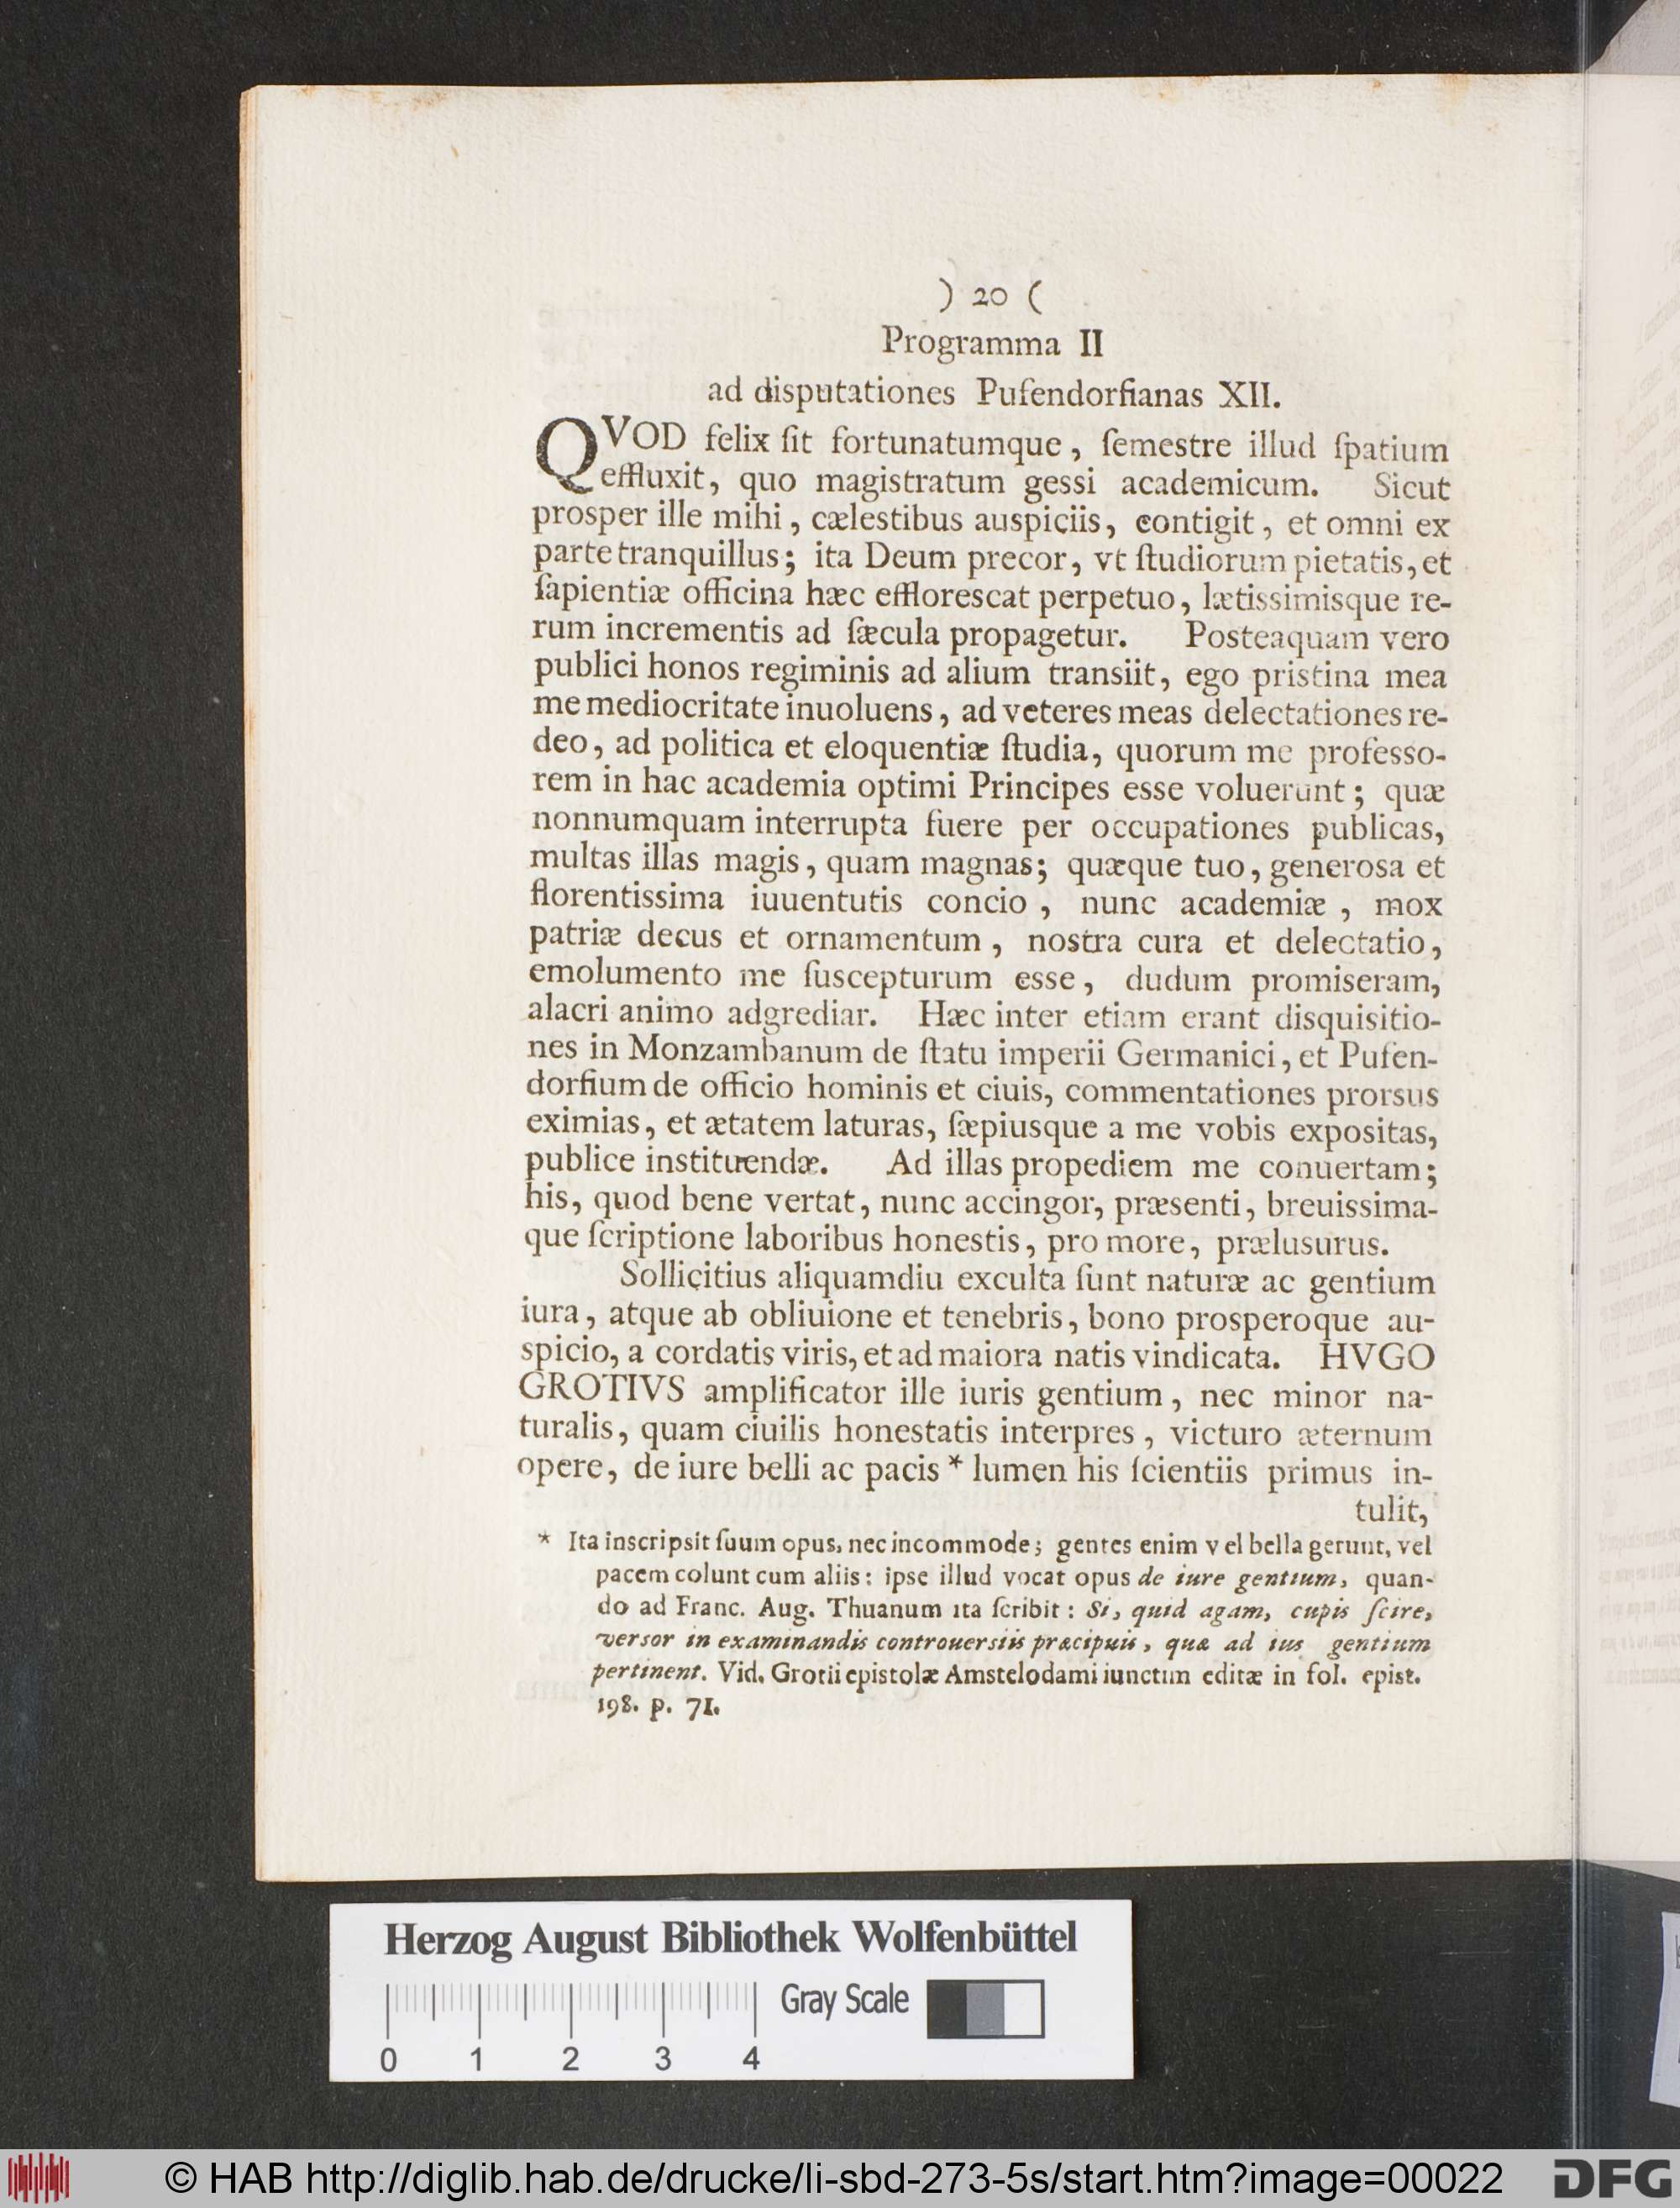 ) 20 (
Programma II
ad disputationes Pufendorfianas XII.
QVOD felix ſit fortunatumque, ſemestre illud ſpatium
effluxit, quo magistratum gessi academicum. Sicut
prosper ille mihi, cælestibus auspiciis, contigit, et omni ex
parte tranquillus; ita Deum precor, vt ſtudiorum pietatis, et
ſapientiæ officina hæc efflorescat perpetuo, lætissimisque re-
rum incrementis ad ſæcula propagetur. Posteaquam vero
publici honos regiminis ad alium transiit, ego pristina mea
me mediocritate inuoluens, ad veteres meas delectationes re-
deo, ad politica et eloquentiæ ſtudia, quorum me professo-
rem in hac academia optimi Principes esse voluerunt; quæ
nonnumquam interrupta fuere per occupationes publicas,
multas illas magis, quam magnas; quæque tuo, generosa et
florentissima iuuentutis concio, nunc academiæ, mox
patriæ decus et ornamentum, nostra cura et delectatio,
emolumento me ſuscepturum esse, dudum promiseram,
alacri animo adgrediar. Hæc inter etiam erant disquisitio-
nes in Monzambanum de ſtatu imperii Germanici, et Pufen-
dorfium de officio hominis et ciuis, commentationes prorsus
eximias, et ætatem laturas, ſæpiusque a me vobis expositas,
publice instituendæ. Ad illas propediem me conuertam;
his, quod bene vertat, nunc accingor, præsenti, breuissima-
que ſcriptione laboribus honestis, pro more, prælusurus.
Sollicitius aliquamdiu exculta ſunt naturæ ac gentium
iura, atque ab obliuione et tenebris, bono prosperoque au-
spicio, a cordatis viris, et ad maiora natis vindicata. HVGO
GROTIVS amplificator ille iuris gentium, nec minor na-
turalis, quam ciuilis honestatis interpres, victuro æternum
opere, de iure belli ac pacis * lumen his ſcientiis primus in-
tulit,
* Ita inscripsit ſuum opus, nec incommode; gentes enim vel bella gerunt, vel
pacem colunt cum aliis: ipse illud vocat opus de iure gentium, quan-
do ad Franc. Aug. Thuanum ita ſcribit: Si, quid agam, cupis ſcire,
versor in examinandis controuersiis præcipuis, quæ ad ius gentium
pertinent. Vid. Grotii epistolæ Amstelodami iunctim editæ in fol. epist.
198. p. 71.
Herzog August Bibliothek Wolfenbüttel
Gray Scale
0 1 2 3 4
© HAB http://diglib.hab.de/drucke/li-sbd-273-5s/start.htm?image=00022
DFG